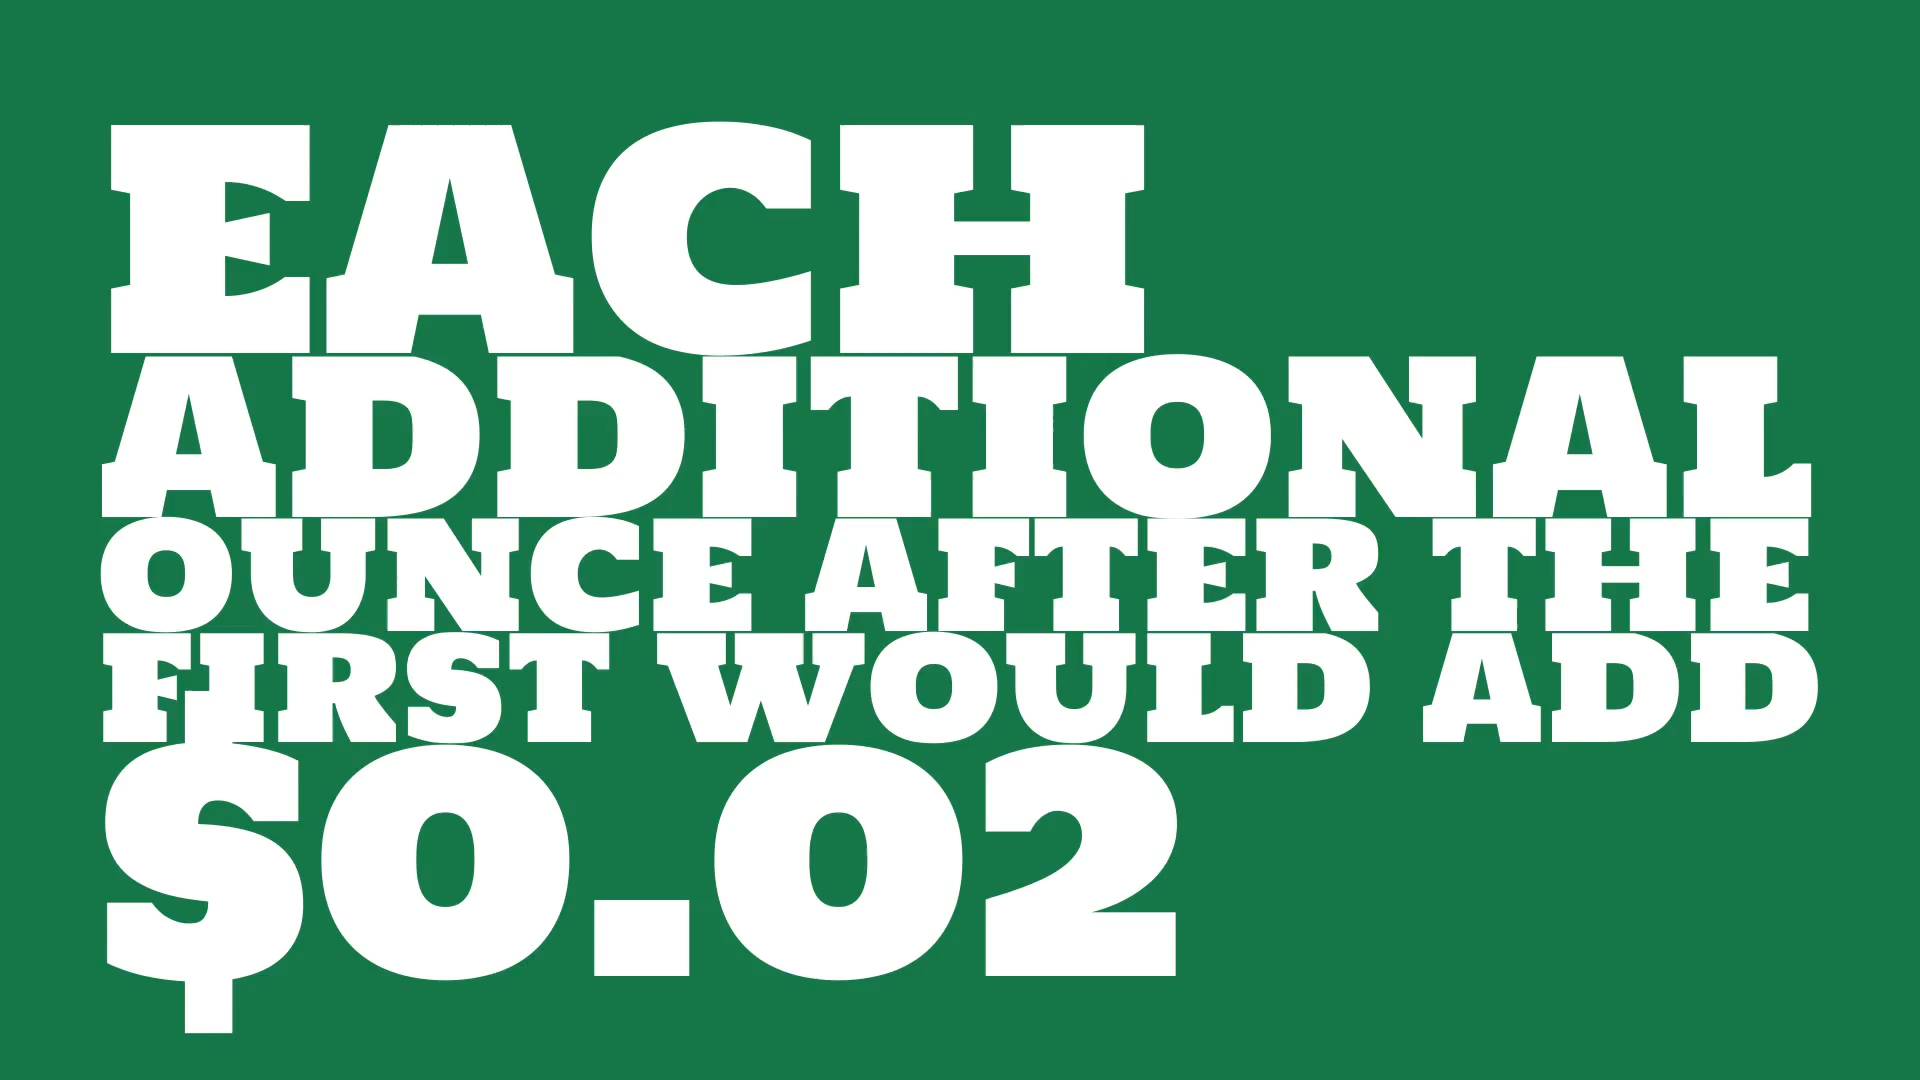 EACH
ADDITIONAL
OUNCE AFTER THE
FIRST WOULD ADD
$0.02